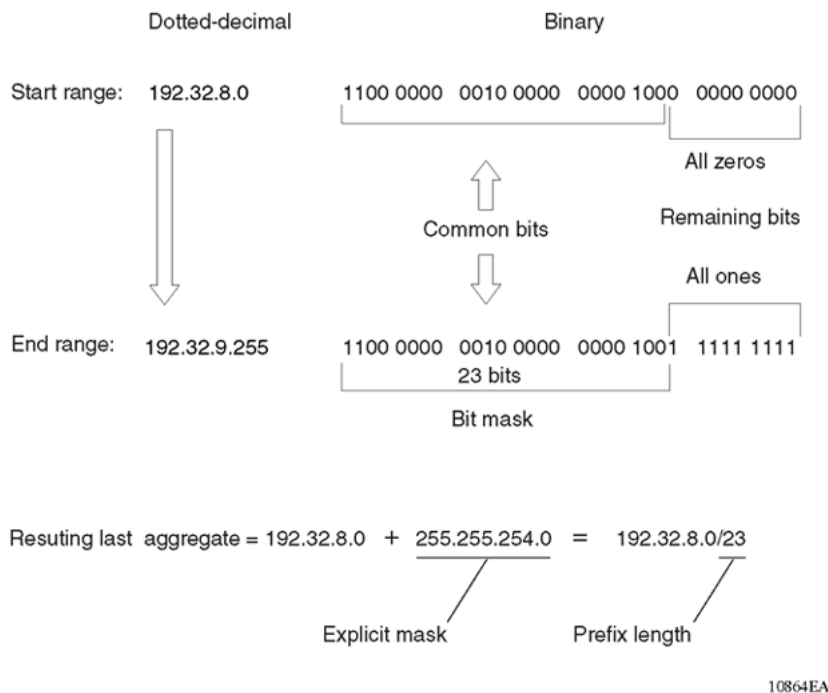 Dotted-decimal Binary
Start range: 192.32.8.0 1100 0000 0010 0000 0000 1000 0000 0000
All zeros
Common bits Remaining bits
All ones
End range: 192.32.9.255 1100 0000 0010 0000 0000 1001 1111 1111
23 bits
Bit mask
Resuting last aggregate = 192.32.8.0 + 255.255.254.0 = 192.32.8.0/23
Explicit mask Prefix length
10864EA